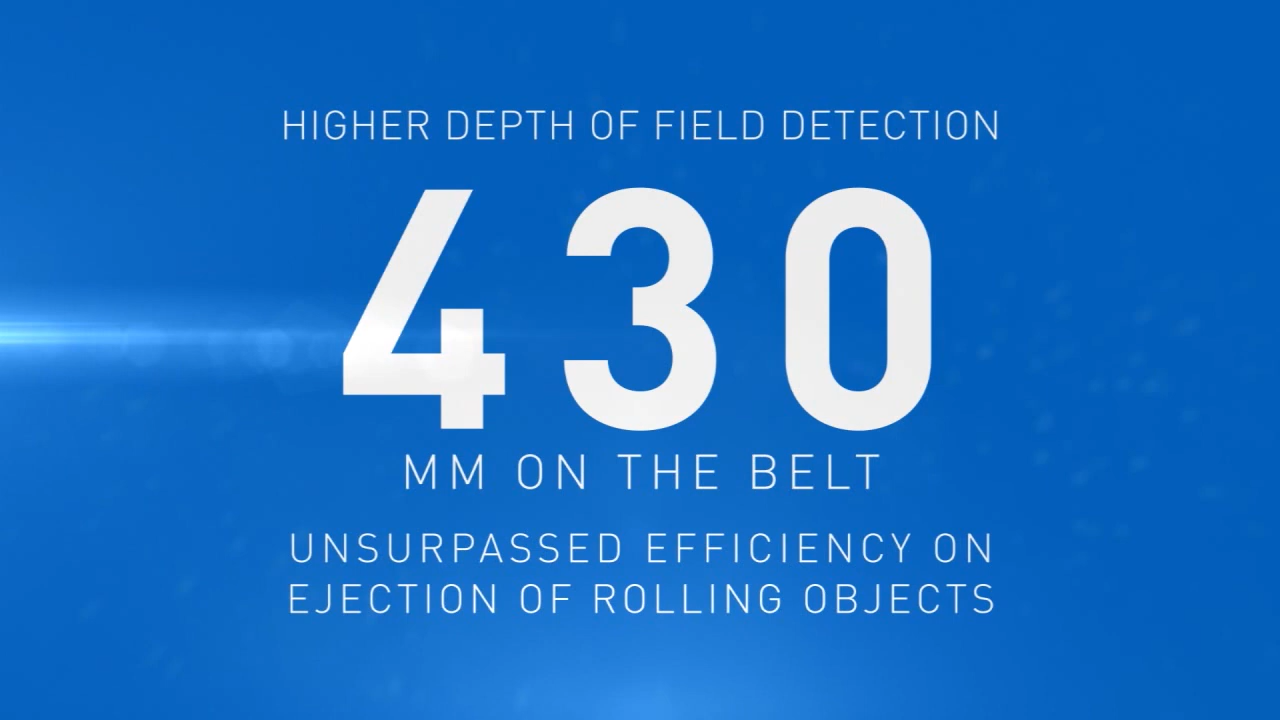 HIGHER DEPTH OF FIELD DETECTION
430
MM ON THE BELT
UNSURPASSED EFFICIENCY ON
EJECTION OF ROLLING OBJECTS